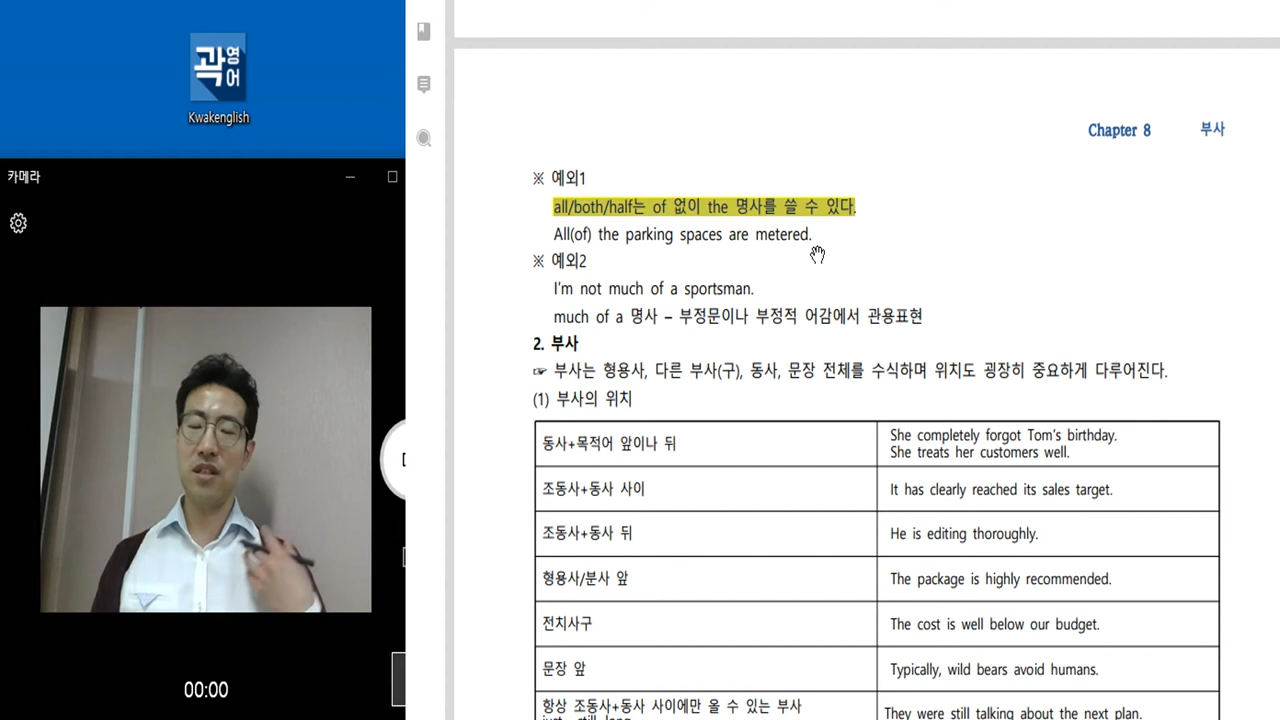 곽영어
Kwakenglish
카메라
00:00
Chapter 8 부사
※ 예외1
all/both/half는 of 없이 the 명사를 쓸 수 있다.
All(of) the parking spaces are metered.
※ 예외2
I'm not much of a sportsman.
much of a 명사 – 부정문이나 부정적 어감에서 관용표현
2. 부사
☞ 부사는 형용사, 다른 부사(구), 동사, 문장 전체를 수식하며 위치도 굉장히 중요하게 다루어진다.
(1) 부사의 위치
동사+목적어 앞이나 뒤
She completely forgot Tom's birthday.
She treats her customers well.
조동사+동사 사이
It has clearly reached its sales target.
조동사+동사 뒤
He is editing thoroughly.
형용사/분사 앞
The package is highly recommended.
전치사구
The cost is well below our budget.
문장 앞
Typically, wild bears avoid humans.
항상 조동사+동사 사이에만 올 수 있는 부사
They were still talking about the next plan.